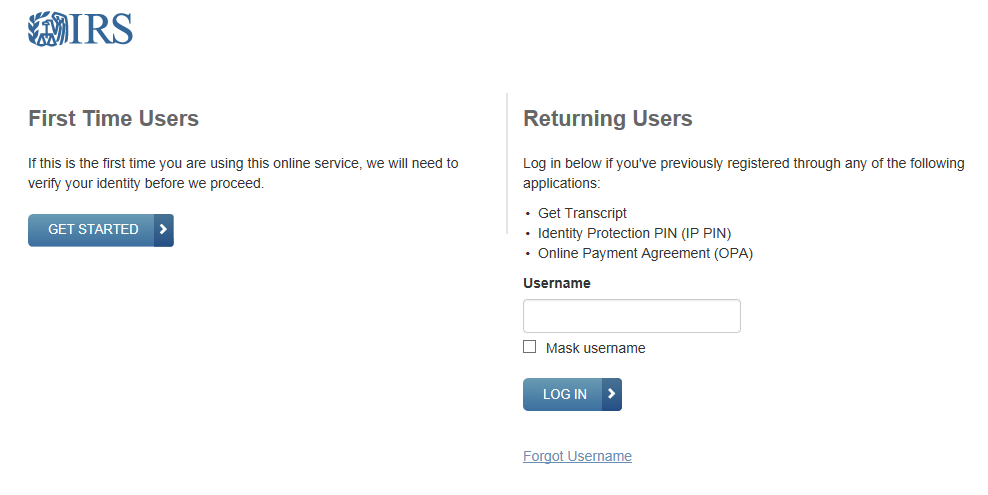 IRS
First Time Users
If this is the first time you are using this online service, we will need to
verify your identity before we proceed.
GET STARTED
Returning Users
Log in below if you've previously registered through any of the following
applications:
• Get Transcript
• Identity Protection PIN (IP PIN)
• Online Payment Agreement (OPA)
Username
Mask username
LOG IN
Forgot Username